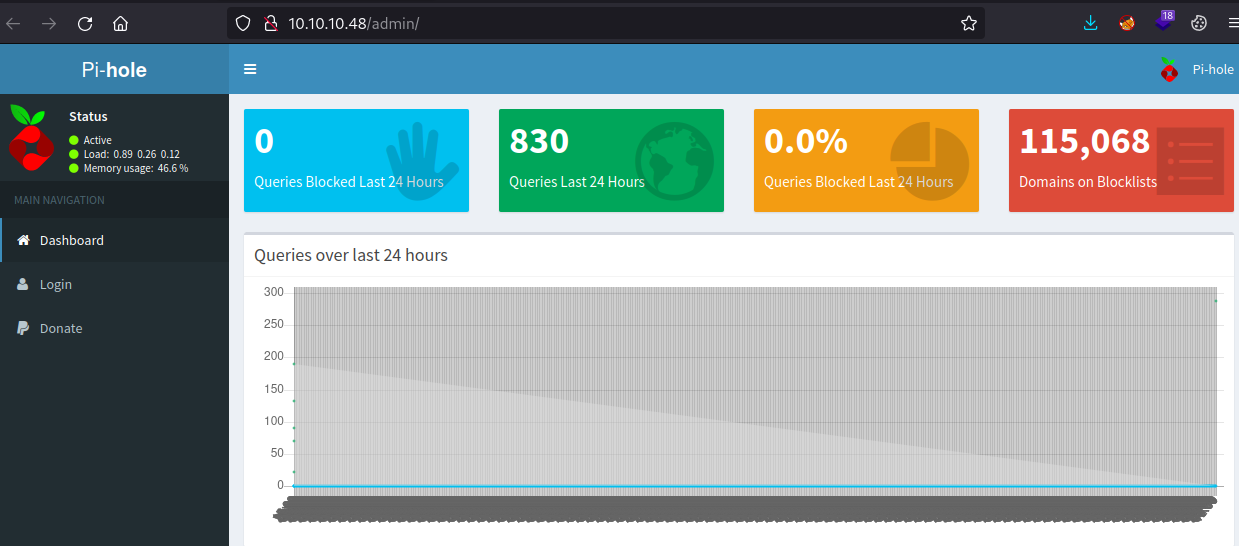 18
10.10.10.48/admin/
Pi-hole
Pi-hole
Status
Active
Load: 0.89 0.26 0.12
Memory usage: 46.6 %
MAIN NAVIGATION
Dashboard
Login
Donate
0
Queries Blocked Last 24 Hours
830
Queries Last 24 Hours
0.0%
Queries Blocked Last 24 Hours
115,068
Domains on Blocklists
Queries over last 24 hours
300
250
200
150
100
50
0